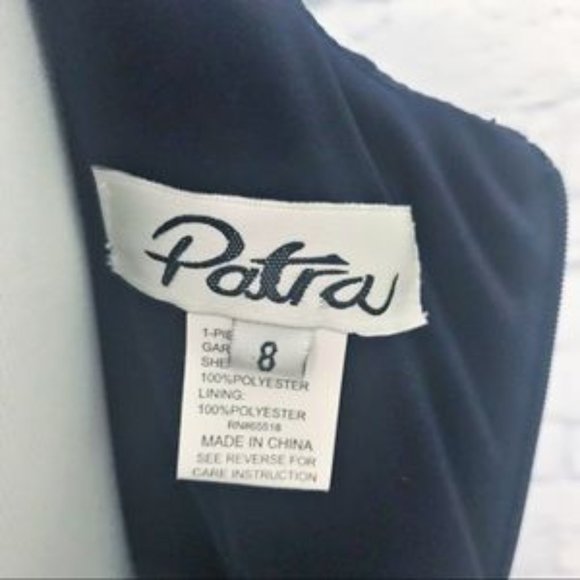 Patra
8
1-PIE
GAR
SHE
100%POLYESTER
LINING:
100%POLYESTER
RN#65518
MADE IN CHINA
SEE REVERSE FOR
CARE INSTRUCTION